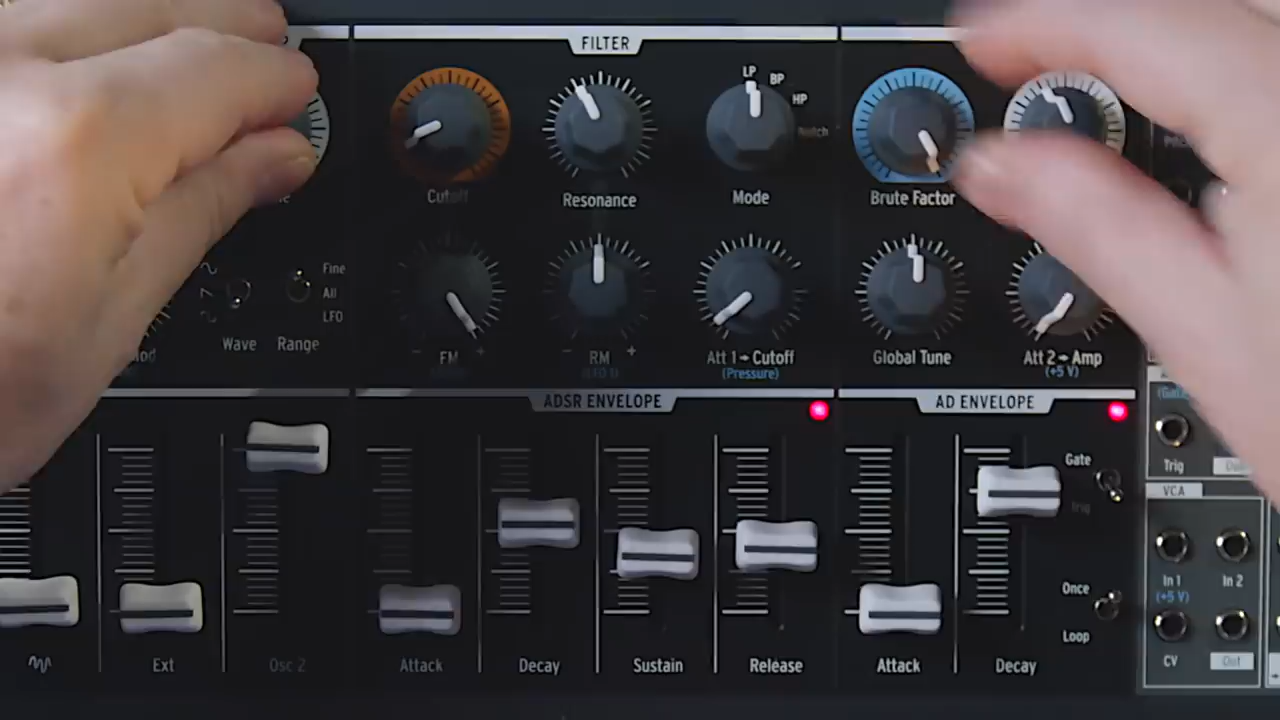 FILTER
LP
BP
HP
Notch
Cutoff
Resonance
Mode
Brute Factor
Fine
All
LFO
Wave
Range
- FM +
- RM +
Att 1→Cutoff
(Pressure)
Global Tune
Att 2→Amp
(+5 V)
ADSR ENVELOPE
AD ENVELOPE
Gate
Trig
Once
Loop
Ext
Osc 2
Attack
Decay
Sustain
Release
Attack
Decay
Trig
VCA
In 1
In 2
(+5 V)
CV
Out